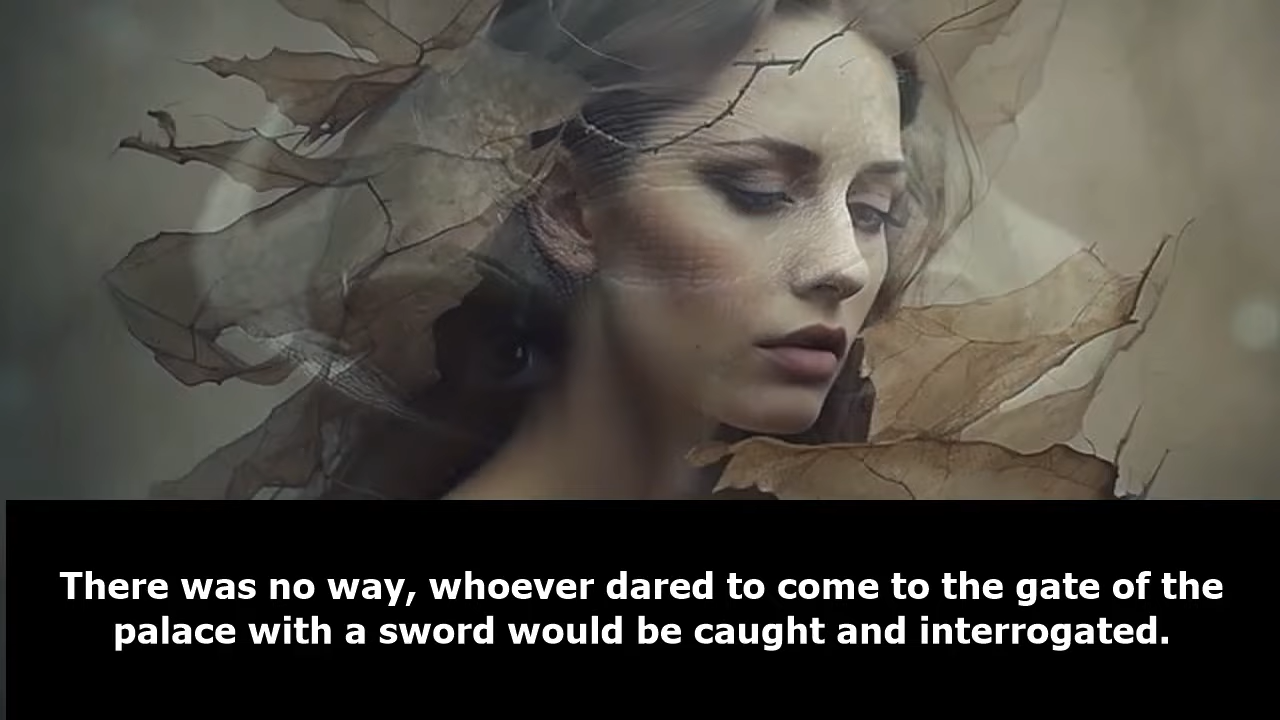 There was no way, whoever dared to come to the gate of the
palace with a sword would be caught and interrogated.